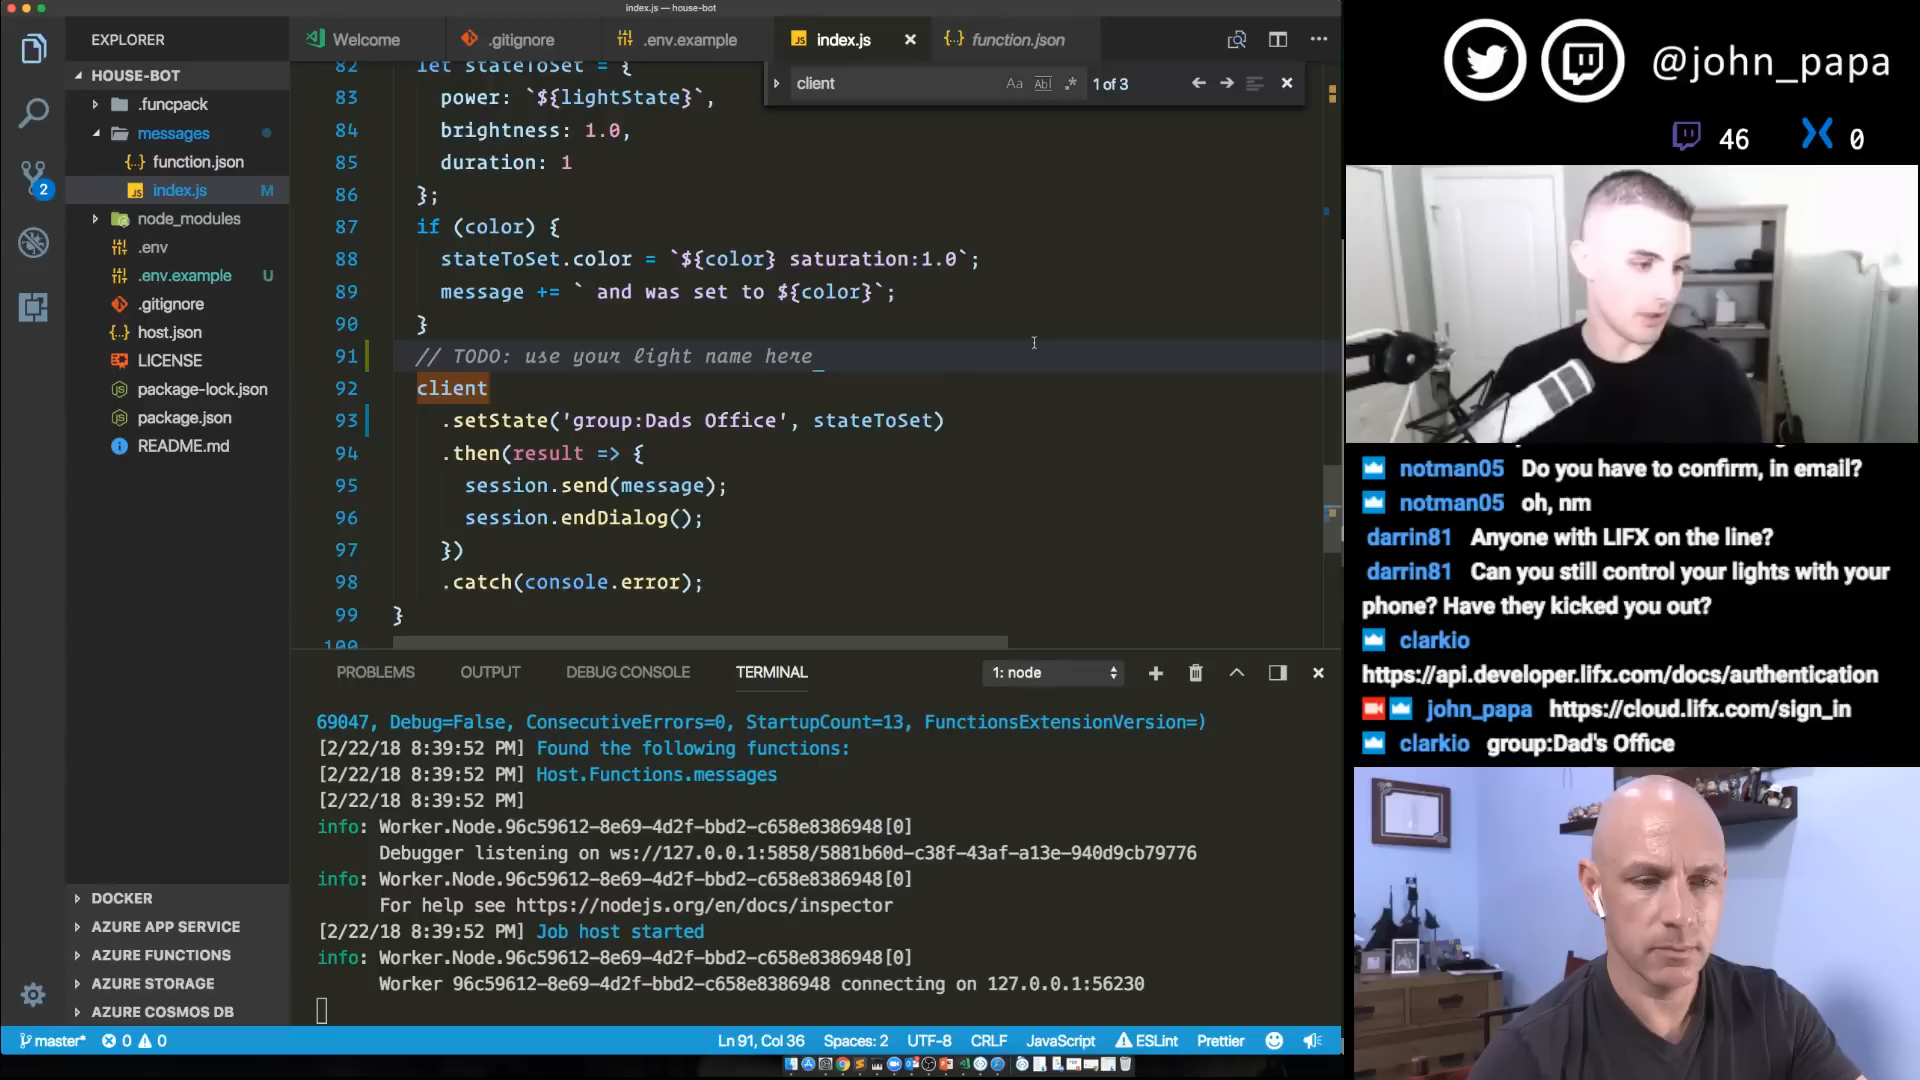 index.js — house-bot
EXPLORER
HOUSE-BOT
.funcpack
messages
function.json
index.js M
node_modules
.env
.env.example U
.gitignore
host.json
LICENSE
package-lock.json
package.json
README.md
2
DOCKER
AZURE APP SERVICE
AZURE FUNCTIONS
AZURE STORAGE
AZURE COSMOS DB
Welcome .gitignore .env.example index.js function.json
client Aa Abl .* 1 of 3
82 let stateToSet = {
83 power: `${lightState}`,
84 brightness: 1.0,
85 duration: 1
86 };
87 if (color) {
88 stateToSet.color = `${color} saturation:1.0`;
89 message += ` and was set to ${color}`;
90 }
91 // TODO: use your light name here
92 client
93 .setState('group:Dads Office', stateToSet)
94 .then(result => {
95 session.send(message);
96 session.endDialog();
97 })
98 .catch(console.error);
99 }
100
PROBLEMS OUTPUT DEBUG CONSOLE TERMINAL 1: node
69047, Debug=False, ConsecutiveErrors=0, StartupCount=13, FunctionsExtensionVersion=)
[2/22/18 8:39:52 PM] Found the following functions:
[2/22/18 8:39:52 PM] Host.Functions.messages
[2/22/18 8:39:52 PM]
info: Worker.Node.96c59612-8e69-4d2f-bbd2-c658e8386948[0]
Debugger listening on ws://127.0.0.1:5858/5881b60d-c38f-43af-a13e-940d9cb79776
info: Worker.Node.96c59612-8e69-4d2f-bbd2-c658e8386948[0]
For help see https://nodejs.org/en/docs/inspector
[2/22/18 8:39:52 PM] Job host started
info: Worker.Node.96c59612-8e69-4d2f-bbd2-c658e8386948[0]
Worker 96c59612-8e69-4d2f-bbd2-c658e8386948 connecting on 127.0.0.1:56230
master* 0 0 Ln 91, Col 36 Spaces: 2 UTF-8 CRLF JavaScript ESLint Prettier
@john_papa
46 0
notman05 Do you have to confirm, in email?
notman05 oh, nm
darrin81 Anyone with LIFX on the line?
darrin81 Can you still control your lights with your
phone? Have they kicked you out?
clarkio
https://api.developer.lifx.com/docs/authentication
john_papa https://cloud.lifx.com/sign_in
clarkio group:Dad's Office